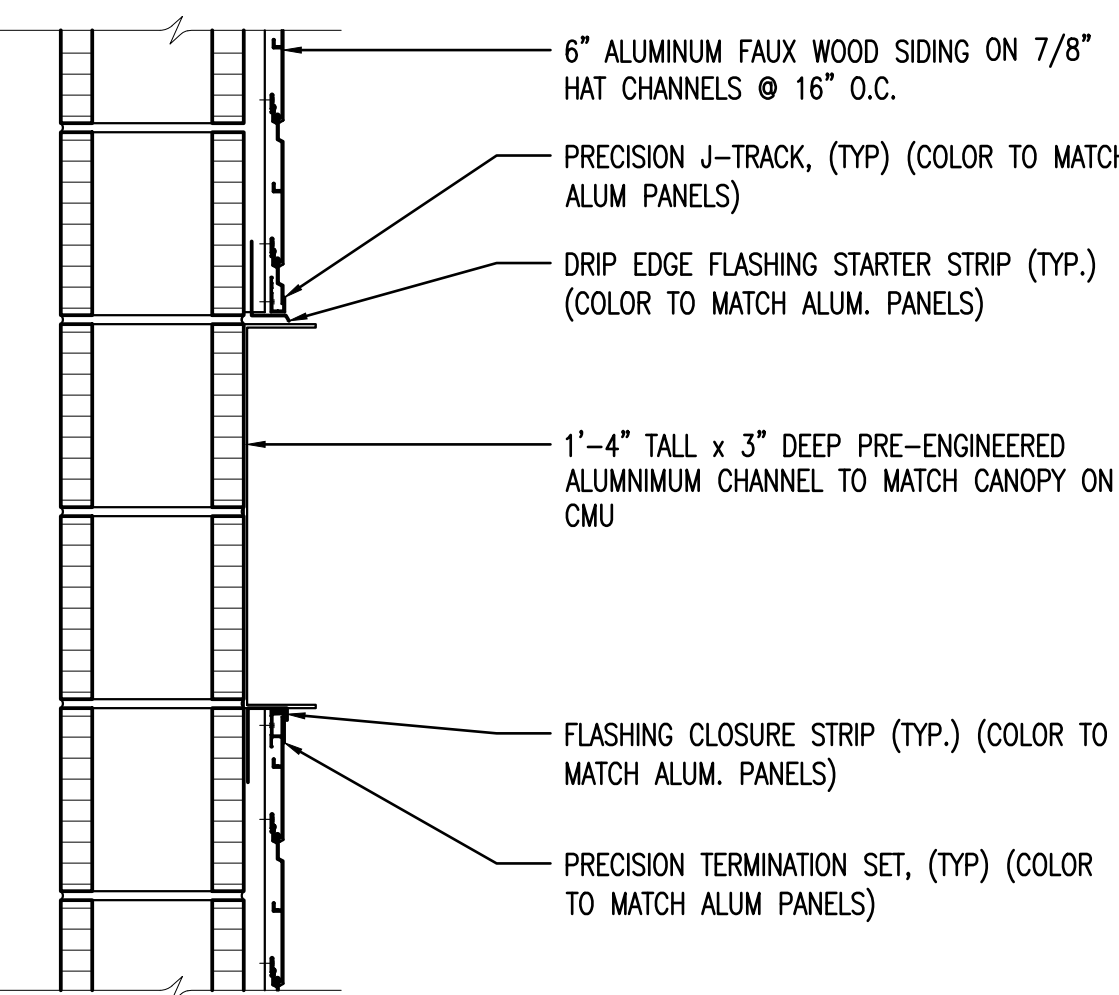 6" ALUMINUM FAUX WOOD SIDING ON 7/8"
HAT CHANNELS @ 16" O.C.
PRECISION J-TRACK, (TYP) (COLOR TO MATCH
ALUM PANELS)
DRIP EDGE FLASHING STARTER STRIP (TYP.)
(COLOR TO MATCH ALUM. PANELS)
1'-4" TALL x 3" DEEP PRE-ENGINEERED
ALUMNIMUM CHANNEL TO MATCH CANOPY ON
CMU
FLASHING CLOSURE STRIP (TYP.) (COLOR TO
MATCH ALUM. PANELS)
PRECISION TERMINATION SET, (TYP) (COLOR
TO MATCH ALUM PANELS)